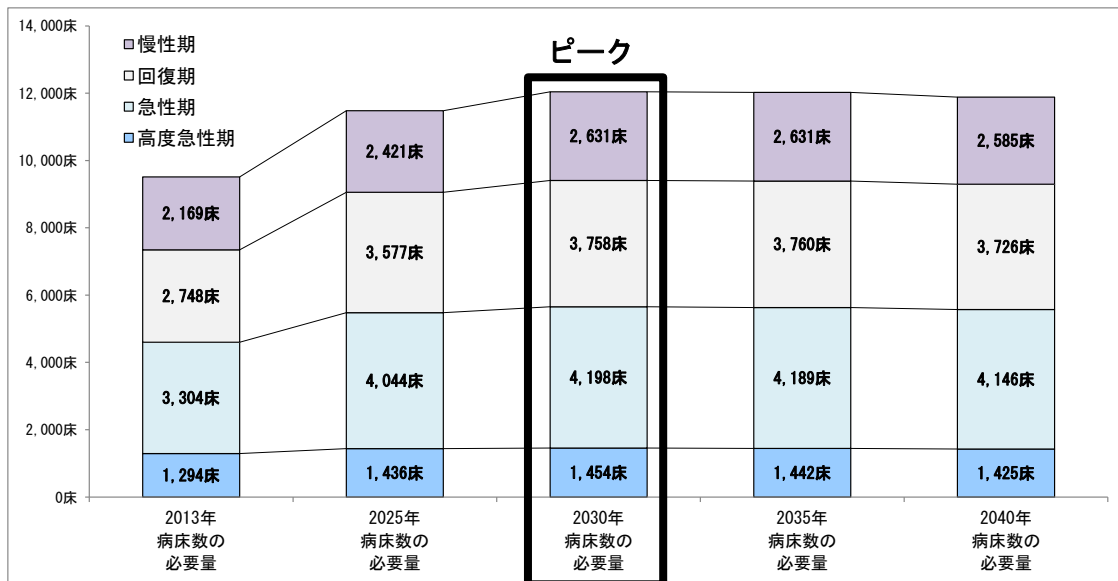 14,000床
12,000床
10,000床
8,000床
6,000床
4,000床
2,000床
0床
慢性期
回復期
急性期
高度急性期
ピーク
2,169床
2,748床
3,304床
1,294床
2,421床
3,577床
4,044床
1,436床
2,631床
3,758床
4,198床
1,454床
2,631床
3,760床
4,189床
1,442床
2,585床
3,726床
4,146床
1,425床
2013年
病床数の
必要量
2025年
病床数の
必要量
2030年
病床数の
必要量
2035年
病床数の
必要量
2040年
病床数の
必要量